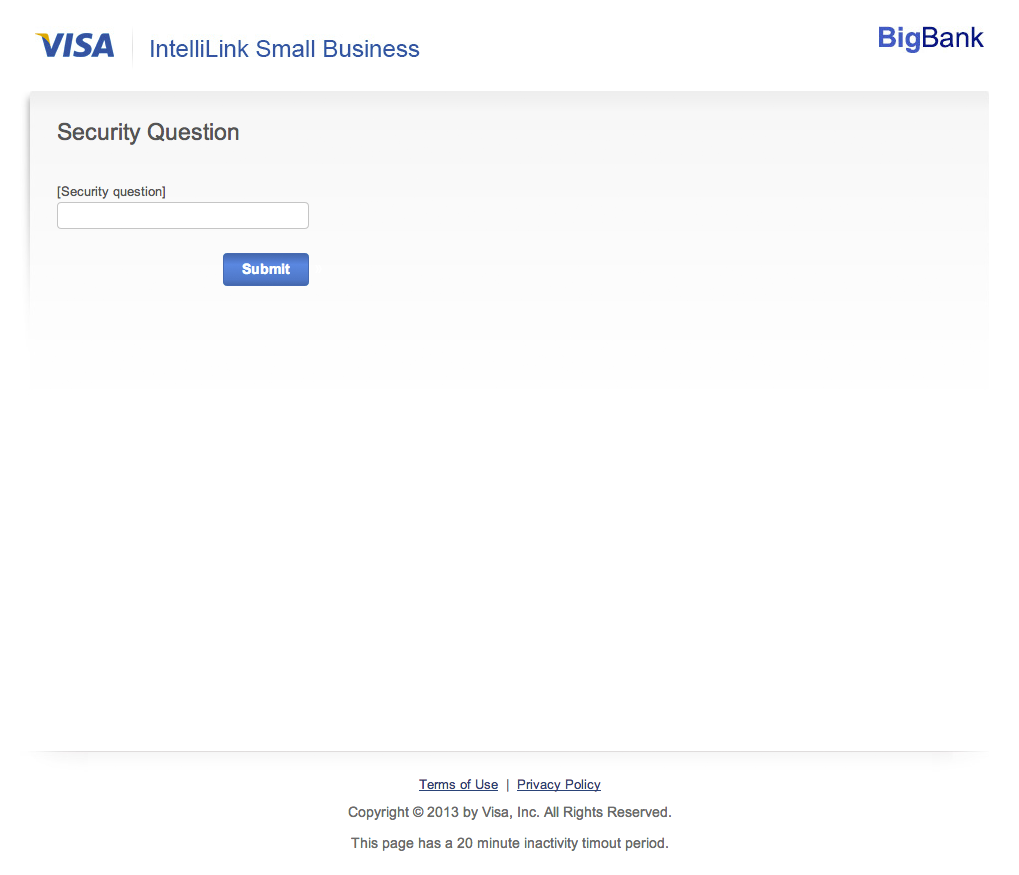 VISA IntelliLink Small Business BigBank
Security Question
[Security question]
Submit
Terms of Use | Privacy Policy
Copyright © 2013 by Visa, Inc. All Rights Reserved.
This page has a 20 minute inactivity timout period.